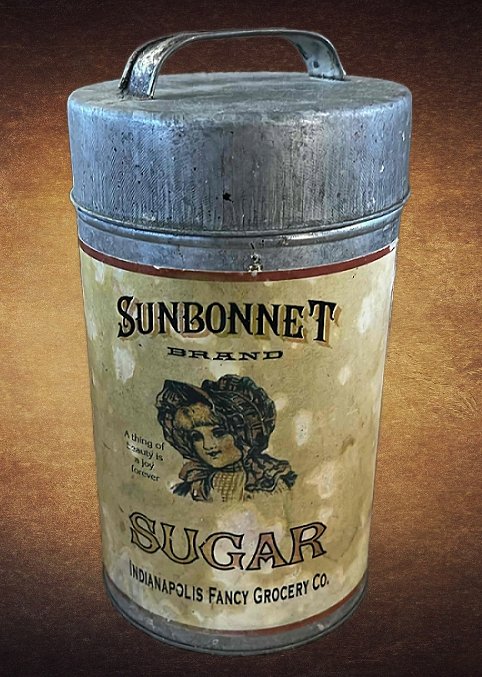 SUNBONNET
BRAND
A thing of
beauty is
a joy
forever
SUGAR
INDIANAPOLIS FANCY GROCERY CO.